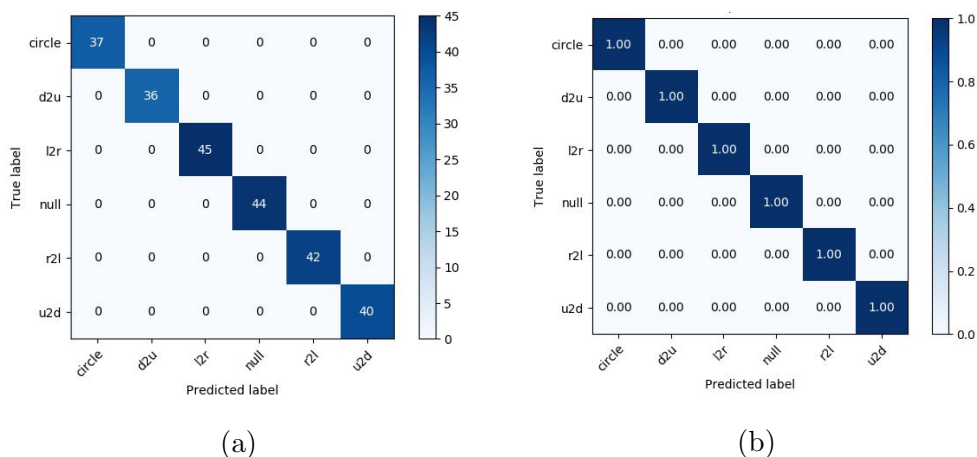 circle 37 0 0 0 0 0
d2u 0 36 0 0 0 0
l2r 0 0 45 0 0 0
null 0 0 0 44 0 0
r2l 0 0 0 0 42 0
u2d 0 0 0 0 0 40
True label
circle d2u l2r null r2l u2d
Predicted label
45
40
35
30
25
20
15
10
5
0
(a)
circle 1.00 0.00 0.00 0.00 0.00 0.00
d2u 0.00 1.00 0.00 0.00 0.00 0.00
l2r 0.00 0.00 1.00 0.00 0.00 0.00
null 0.00 0.00 0.00 1.00 0.00 0.00
r2l 0.00 0.00 0.00 0.00 1.00 0.00
u2d 0.00 0.00 0.00 0.00 0.00 1.00
True label
circle d2u l2r null r2l u2d
Predicted label
1.0
0.8
0.6
0.4
0.2
0.0
(b)